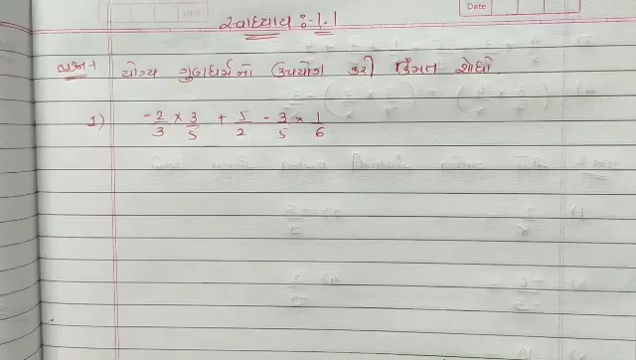 Date
સ્વાધ્યાય :- 1.1
પ્રશ્ન-1 યોગ્ય ગુણધર્મનો ઉપયોગ કરી કિંમત શોધો.
1) -2/3 × 3/5 + 5/2 - 3/5 × 1/6